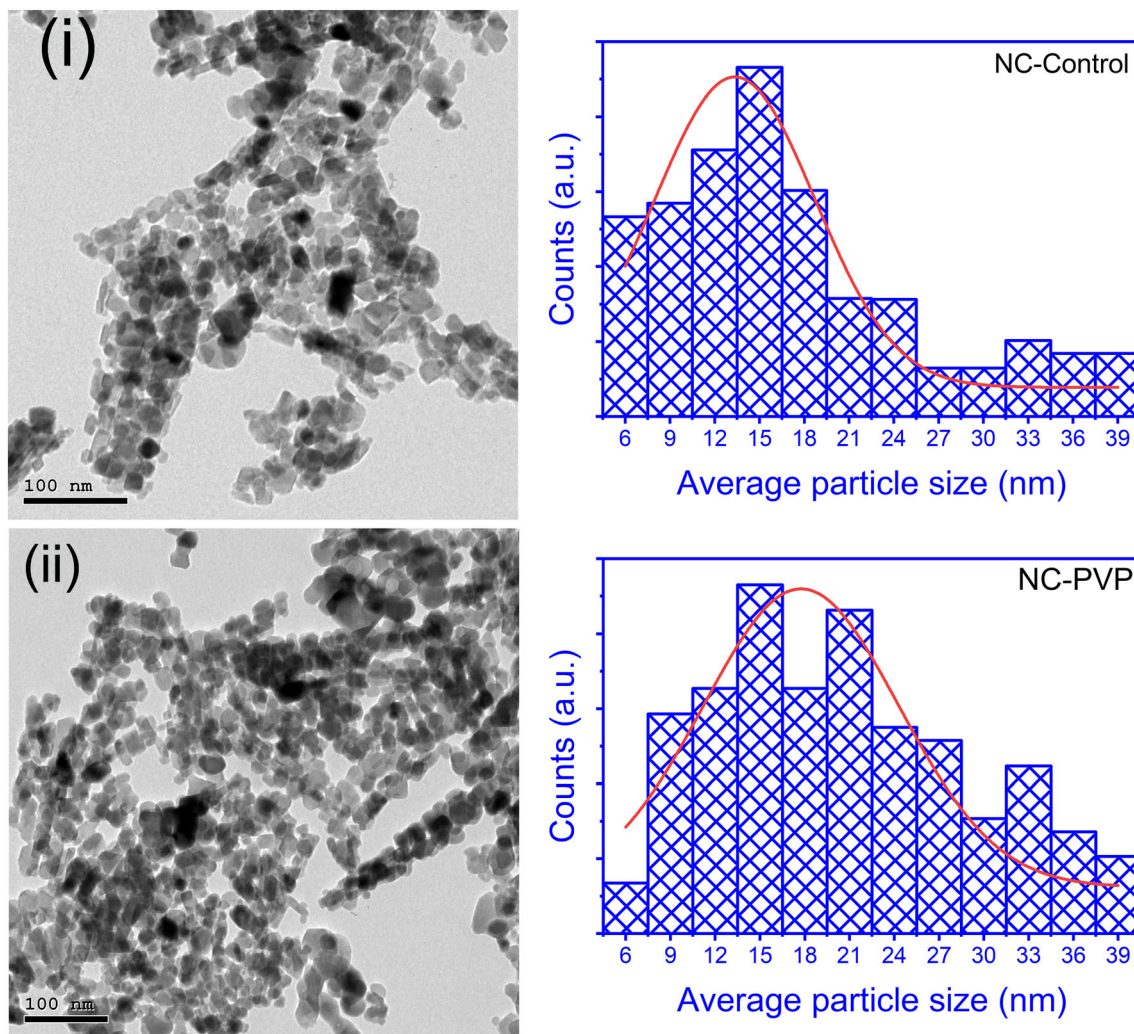 (i)
100 nm
NC-Control
Counts (a.u.)
6 9 12 15 18 21 24 27 30 33 36 39
Average particle size (nm)
(ii)
100 nm
NC-PVP
Counts (a.u.)
6 9 12 15 18 21 24 27 30 33 36 39
Average particle size (nm)